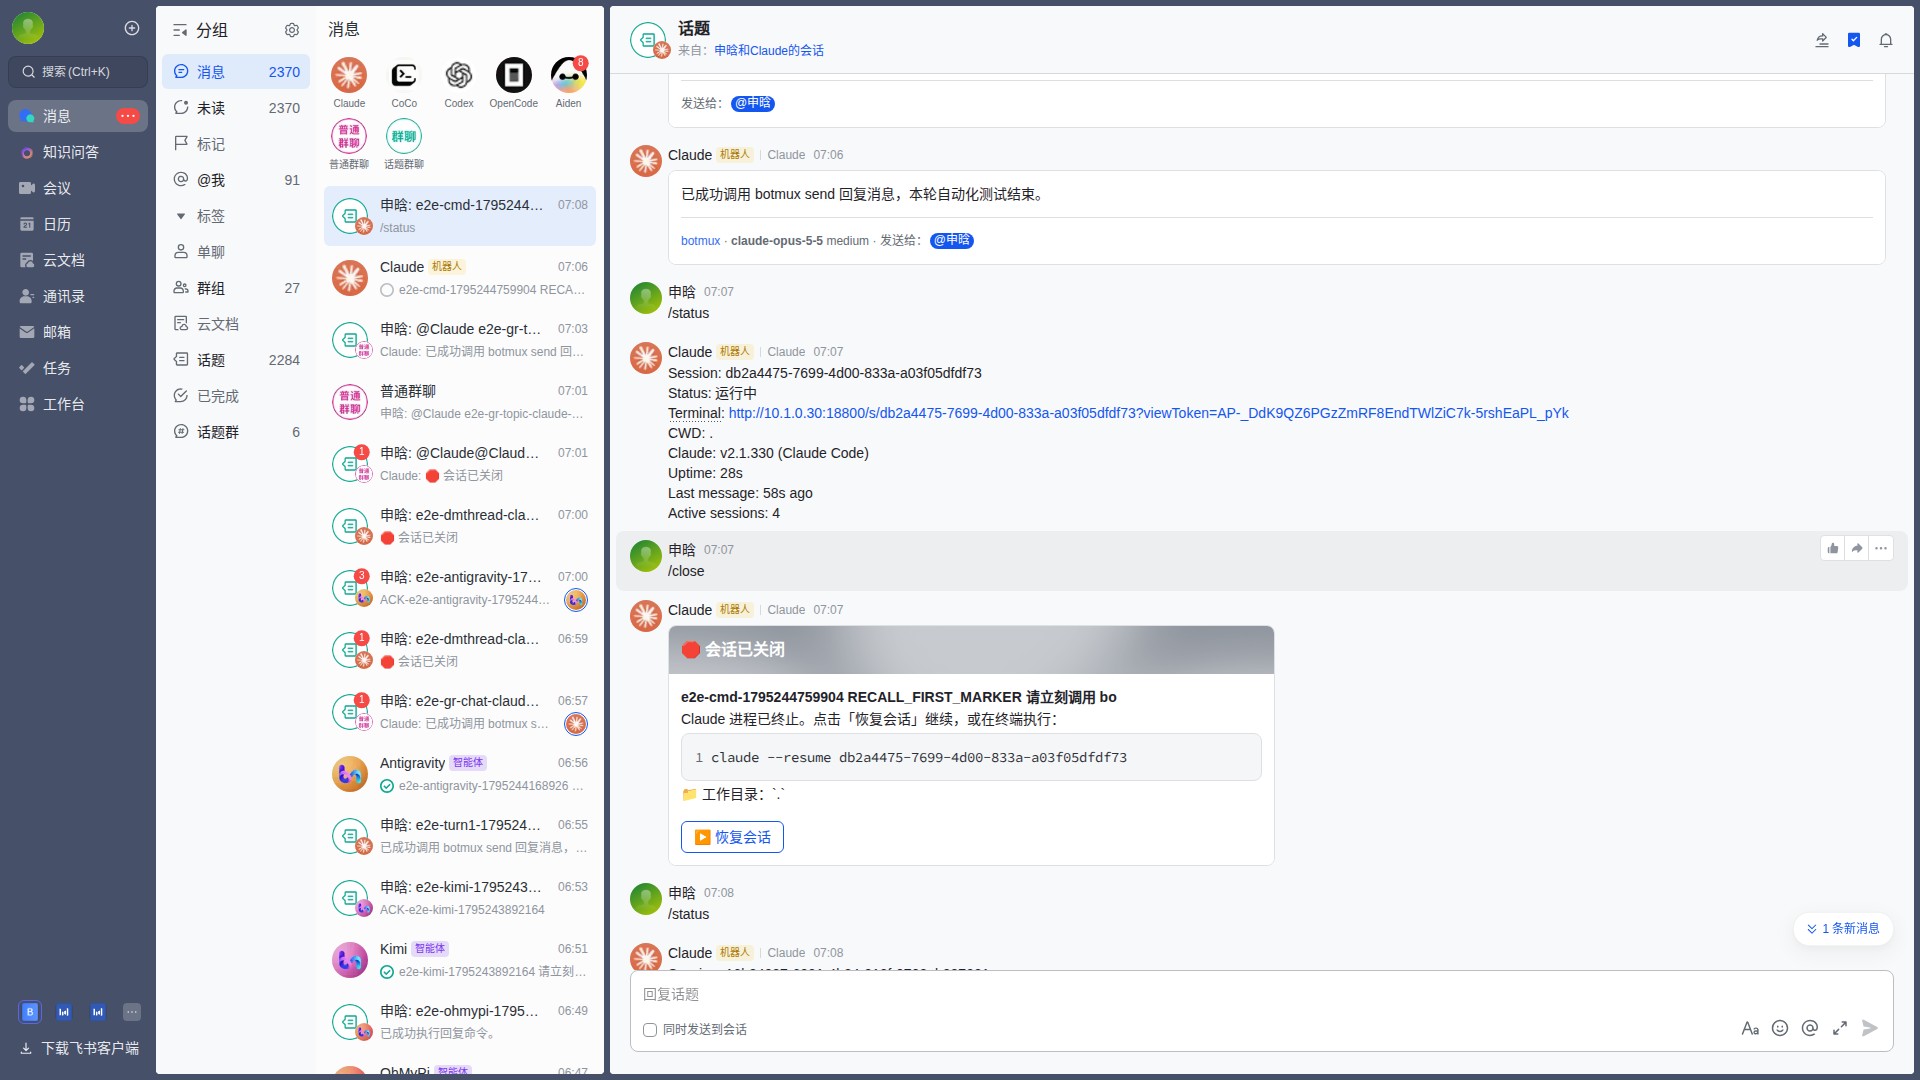 搜索 (Ctrl+K)
消息
知识问答
会议
日历
云文档
通讯录
邮箱
任务
工作台
下载飞书客户端
分组
消息 2370
未读 2370
标记
@我 91
标签
单聊
群组 27
云文档
话题 2284
已完成
话题群 6
消息
Claude
CoCo
Codex
OpenCode
8
Aiden
普通群聊
普通群聊
群聊
话题群聊
申晗: e2e-cmd-1795244… 07:08
/status
Claude 机器人 07:06
e2e-cmd-1795244759904 RECA…
申晗: @Claude e2e-gr-t… 07:03
Claude: 已成功调用 botmux send 回…
普通群聊 07:01
申晗: @Claude e2e-gr-topic-claude-…
1
申晗: @Claude@Claud… 07:01
Claude: 会话已关闭
申晗: e2e-dmthread-cla… 07:00
会话已关闭
3
申晗: e2e-antigravity-17… 07:00
ACK-e2e-antigravity-1795244…
1
申晗: e2e-dmthread-cla… 06:59
会话已关闭
1
申晗: e2e-gr-chat-claud… 06:57
Claude: 已成功调用 botmux s…
Antigravity 智能体 06:56
e2e-antigravity-1795244168926 …
申晗: e2e-turn1-179524… 06:55
已成功调用 botmux send 回复消息，…
申晗: e2e-kimi-1795243… 06:53
ACK-e2e-kimi-1795243892164
Kimi 智能体 06:51
e2e-kimi-1795243892164 请立刻…
申晗: e2e-ohmypi-1795… 06:49
已成功执行回复命令。
OhMyPi 智能体 06:47
话题
来自：申晗和Claude的会话
发送给：@申晗
Claude 机器人 | Claude 07:06
已成功调用 botmux send 回复消息，本轮自动化测试结束。
botmux · claude-opus-5-5 medium · 发送给：@申晗
申晗 07:07
/status
Claude 机器人 | Claude 07:07
Session: db2a4475-7699-4d00-833a-a03f05dfdf73
Status: 运行中
Terminal: http://10.1.0.30:18800/s/db2a4475-7699-4d00-833a-a03f05dfdf73?viewToken=AP-_DdK9QZ6PGzZmRF8EndTWlZiC7k-5rshEaPL_pYk
CWD: .
Claude: v2.1.330 (Claude Code)
Uptime: 28s
Last message: 58s ago
Active sessions: 4
申晗 07:07
/close
Claude 机器人 | Claude 07:07
会话已关闭
e2e-cmd-1795244759904 RECALL_FIRST_MARKER 请立刻调用 bo
Claude 进程已终止。点击「恢复会话」继续，或在终端执行：
1 claude --resume db2a4475-7699-4d00-833a-a03f05dfdf73
工作目录：`.`
恢复会话
申晗 07:08
/status
1 条新消息
Claude 机器人 | Claude 07:08
回复话题
同时发送到会话